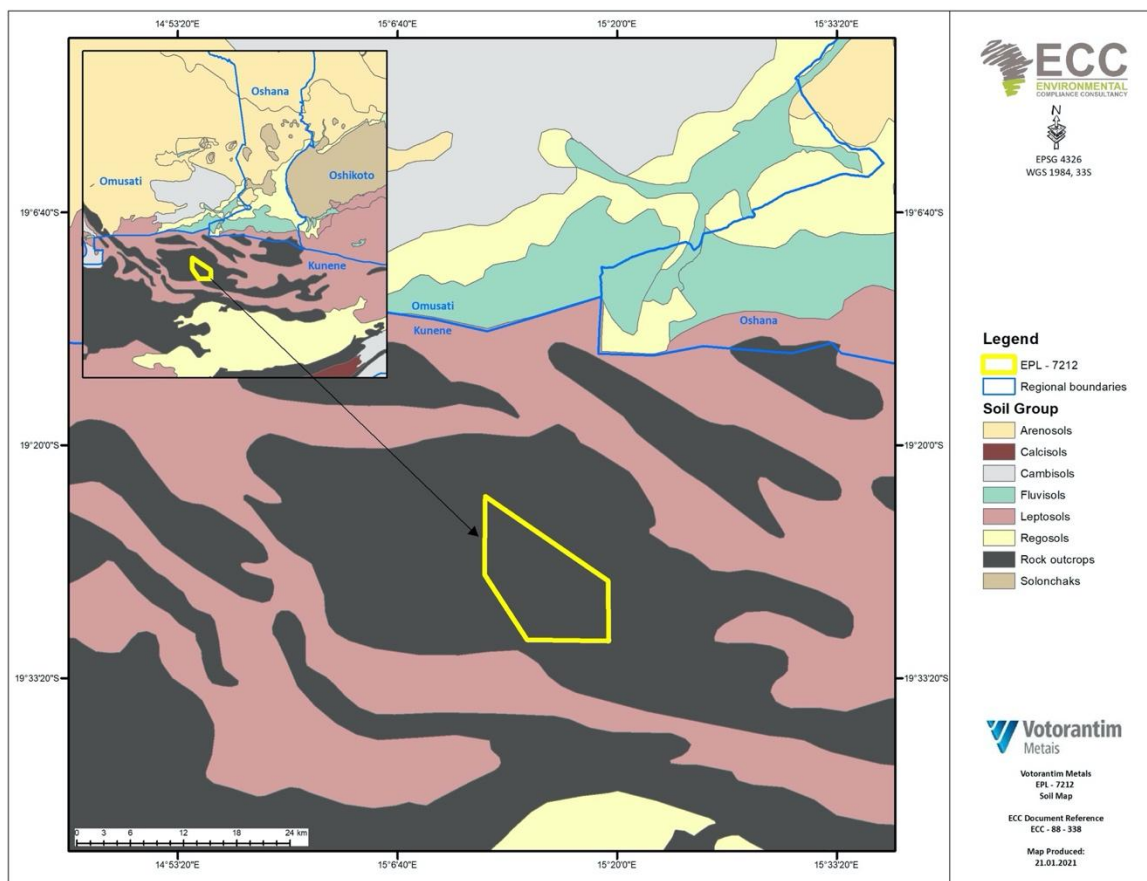 14°53'20"E 15°6'40"E 15°20'0"E 15°33'20"E
19°6'40"S
19°20'0"S
19°33'20"S
Oshana
Omusati
Oshikoto
Kunene
Omusati
Kunene
Oshana
0 3 6 12 18 24 km
14°53'20"E 15°6'40"E 15°20'0"E 15°33'20"E
19°6'40"S
19°20'0"S
19°33'20"S
ECC
ENVIRONMENTAL
COMPLIANCE CONSULTANCY
N
EPSG 4326
WGS 1984, 33S
Legend
EPL - 7212
Regional boundaries
Soil Group
Arenosols
Calcisols
Cambisols
Fluvisols
Leptosols
Regosols
Rock outcrops
Solonchaks
Votorantim
Metais
Votorantim Metals
EPL - 7212
Soil Map
ECC Document Reference
ECC - 88 - 338
Map Produced:
21.01.2021